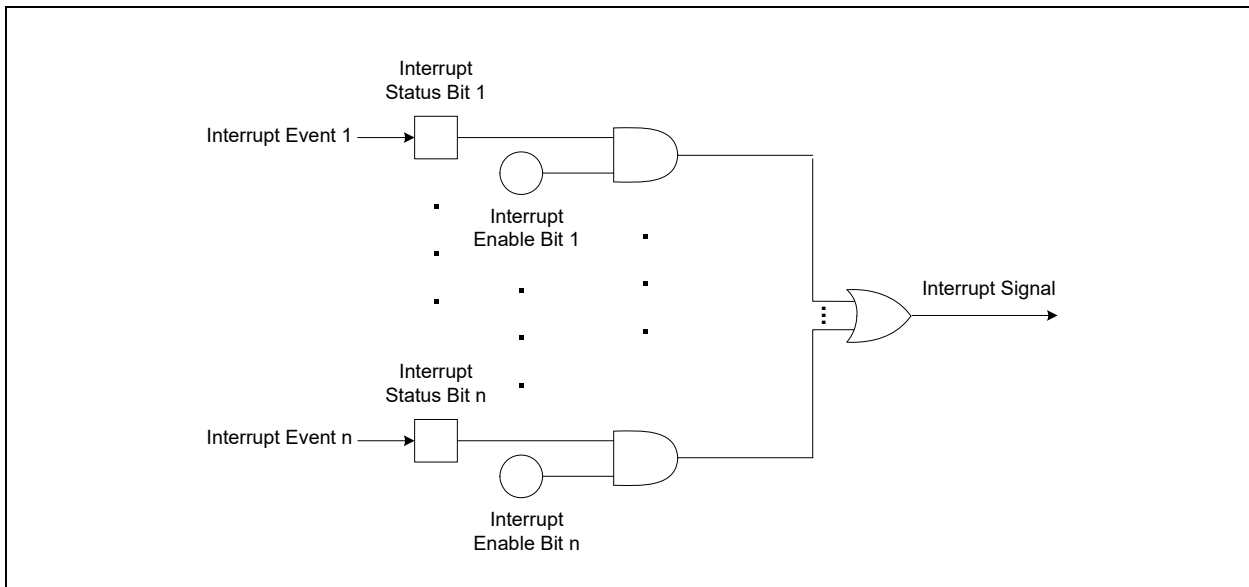 Interrupt
Status Bit 1
Interrupt Event 1
Interrupt
Enable Bit 1
Interrupt Signal
Interrupt
Status Bit n
Interrupt Event n
Interrupt
Enable Bit n